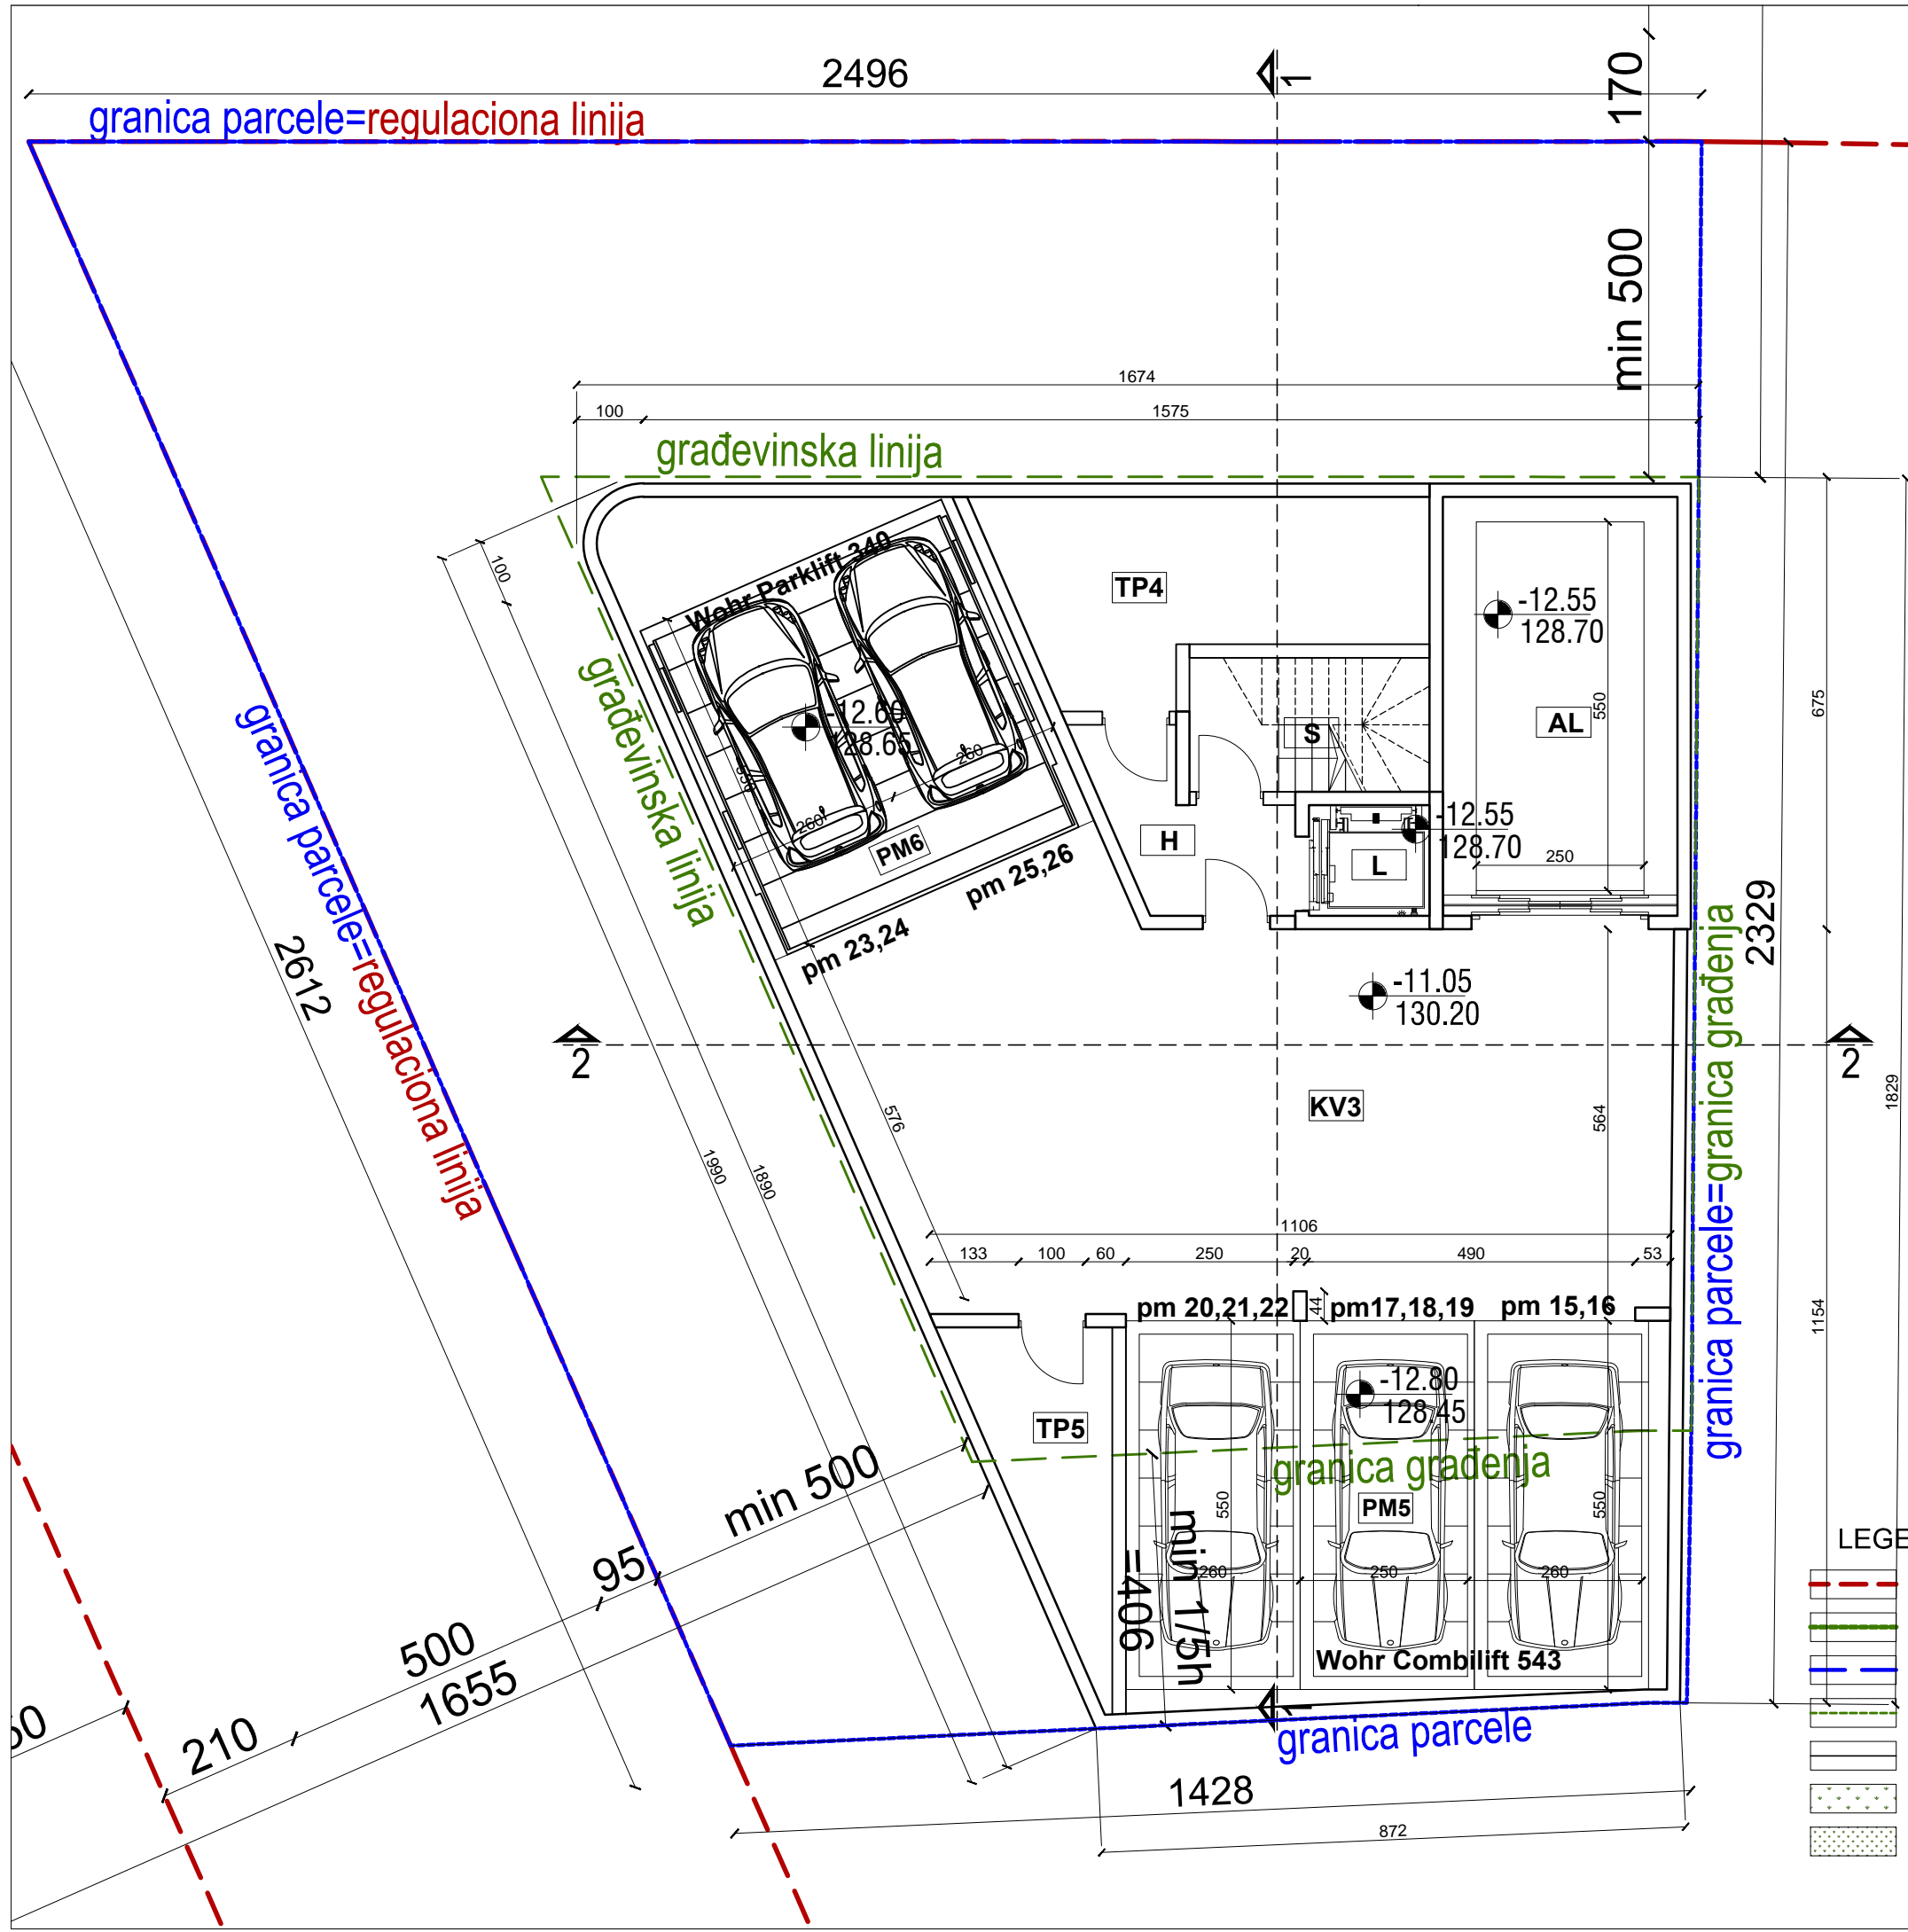 2496
1
170
granica parcele=regulaciona linija
min 500
1674
100
1575
građevinska linija
100
Wohr Parklift 340
TP4
-12.55
128.70
građevinska linija
granica parcele=regulaciona linija
-12.60
128.65
550
260
260
PM6
pm 25,26
pm 23,24
S
AL
550
675
H
L
-12.55
128.70
250
2329
2612
-11.05
130.20
2
2
KV3
576
564
1829
1990
1890
granica parcele=granica građenja
1106
133
100
60
250
20
490
53
pm 20,21,22
44
pm17,18,19
pm 15,16
1154
-12.80
128.45
TP5
granica građenja
min 500
550
PM5
550
min 1/5h
=406
LEGE
95
260
250
260
500
1655
Wohr Combilift 543
210
1
granica parcele
1428
872